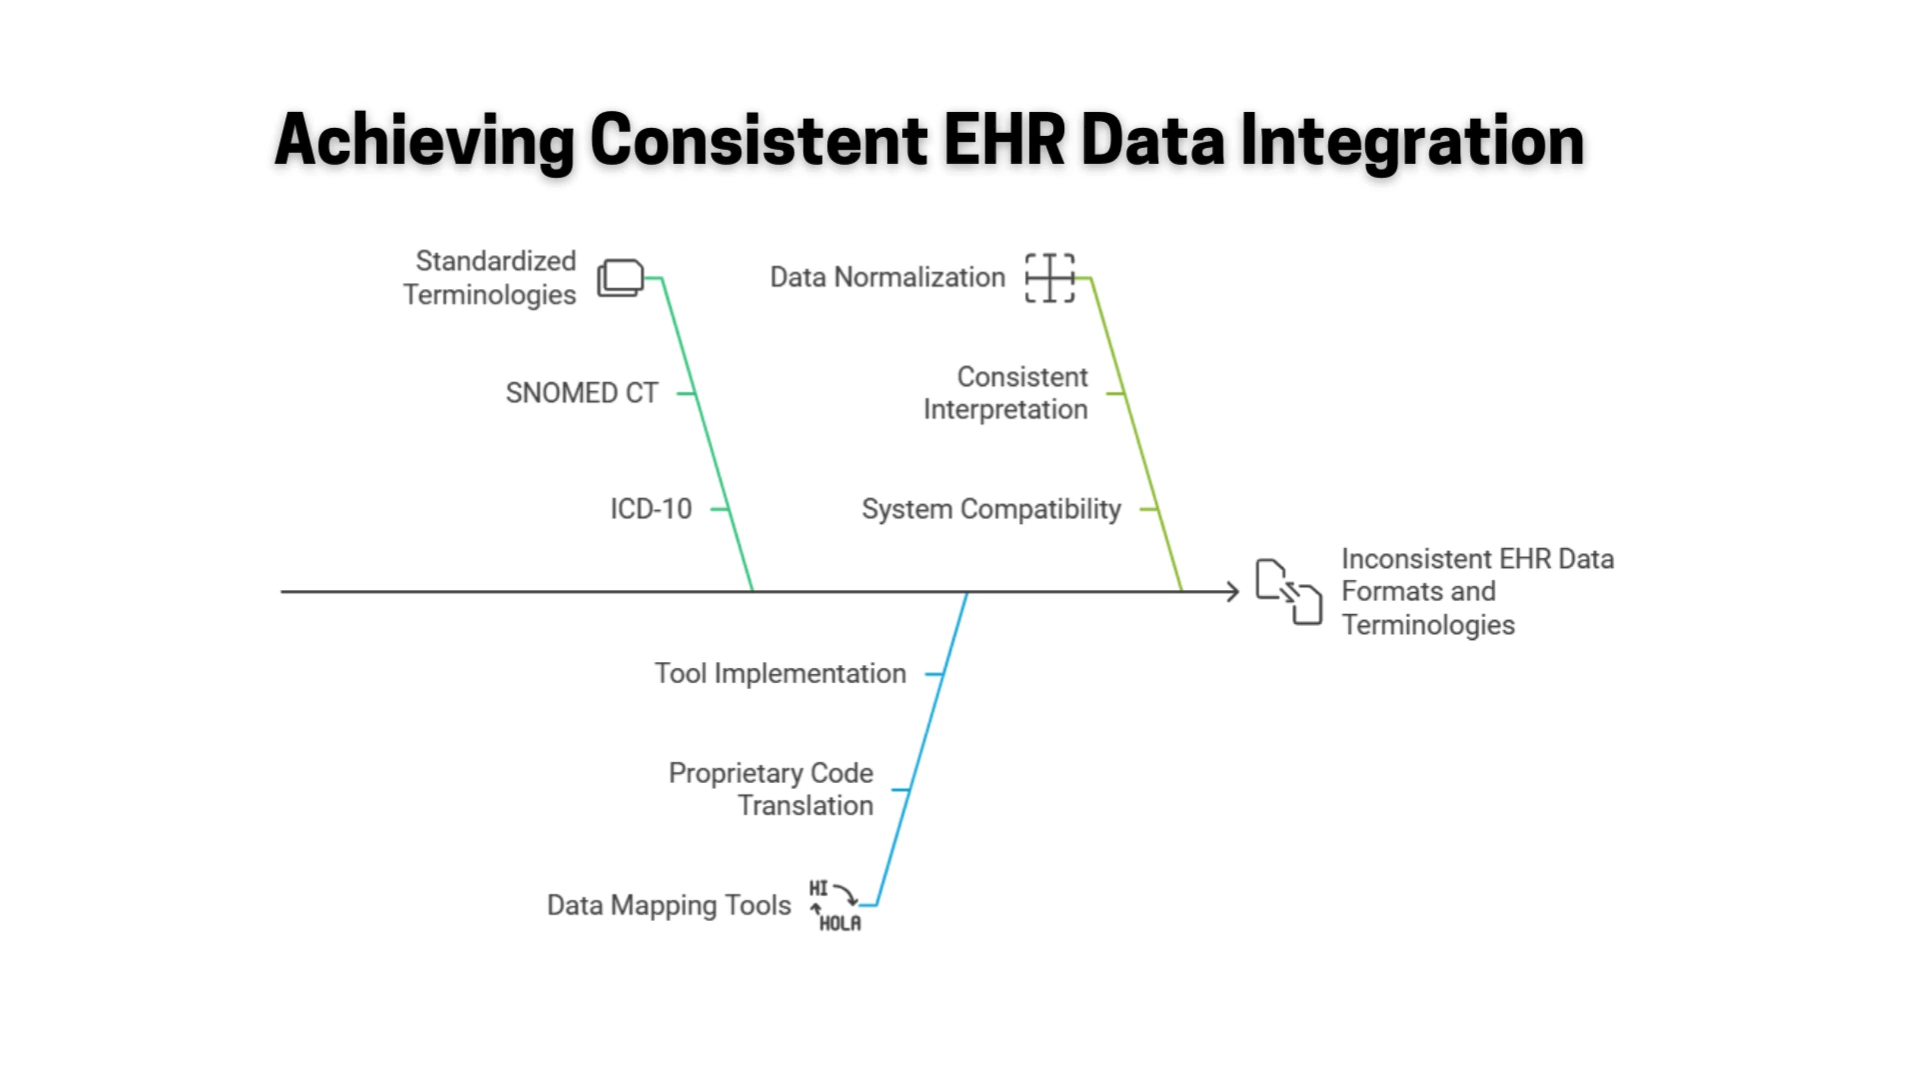 Achieving Consistent EHR Data Integration
Standardized
Terminologies
SNOMED CT
ICD-10
Data Normalization
Consistent
Interpretation
System Compatibility
Inconsistent EHR Data
Formats and
Terminologies
Tool Implementation
Proprietary Code
Translation
Data Mapping Tools
HI
HOLA